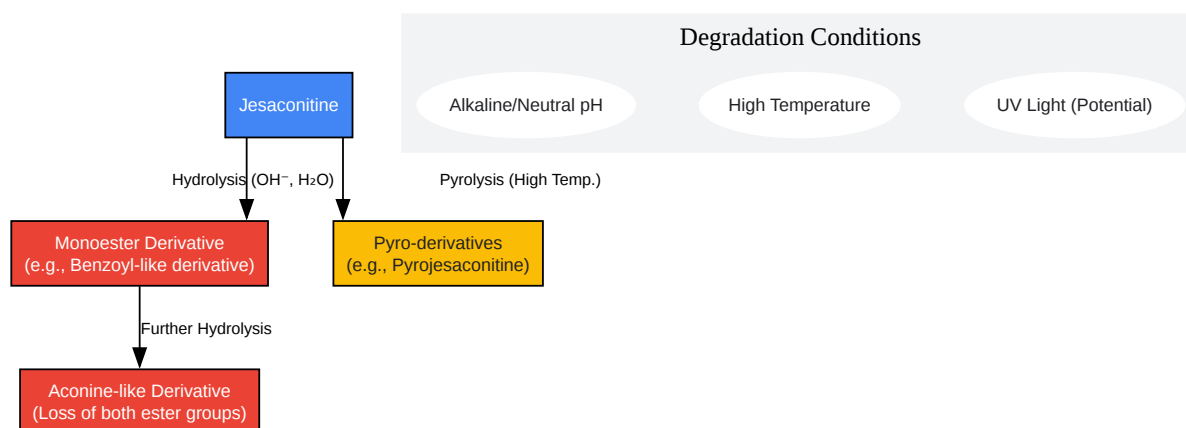 Degradation Conditions
Jesaconitine
Alkaline/Neutral pH
High Temperature
UV Light (Potential)
Hydrolysis (OH⁻, H₂O)
Pyrolysis (High Temp.)
Monoester Derivative
(e.g., Benzoyl-like derivative)
Pyro-derivatives
(e.g., Pyrojesaconitine)
Further Hydrolysis
Aconine-like Derivative
(Loss of both ester groups)